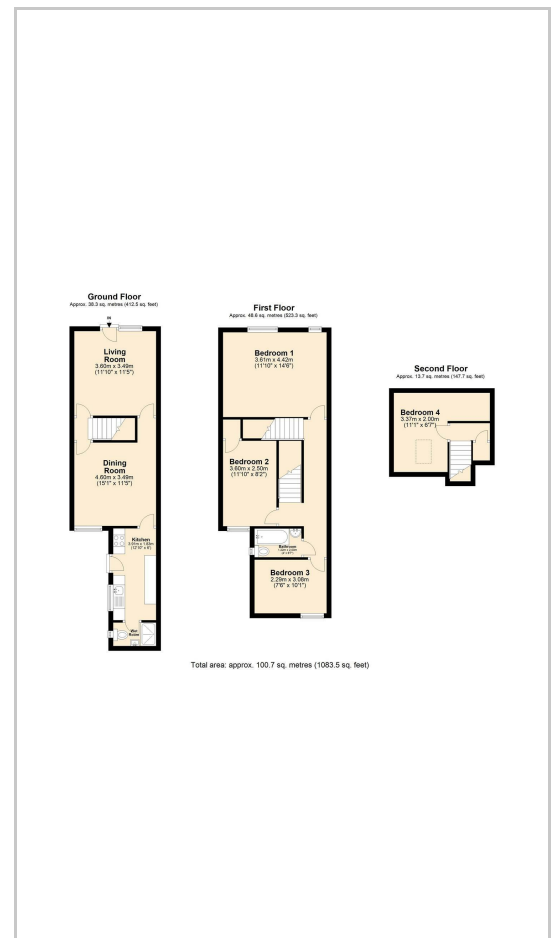 Ground Floor
Approx. 38.3 sq. metres (412.5 sq. feet)
Living
Room
3.60m x 3.49m
(11'10" x 11'5")
Dining
Room
4.60m x 3.49m
(15'1" x 11'5")
Kitchen
(12'10" x 6')
Wet
Room
First Floor
Approx. 48.6 sq. metres (523.3 sq. feet)
Bedroom 1
3.61m x 4.42m
(11'10" x 14'6")
Bedroom 2
3.60m x 2.50m
(11'10" x 8'2")
Bathroom
Bedroom 3
2.29m x 3.08m
(7'6" x 10'1")
Second Floor
Approx. 13.7 sq. metres (147.7 sq. feet)
Bedroom 4
3.37m x 2.00m
(11'1" x 6'7")
Total area: approx. 100.7 sq. metres (1083.5 sq. feet)